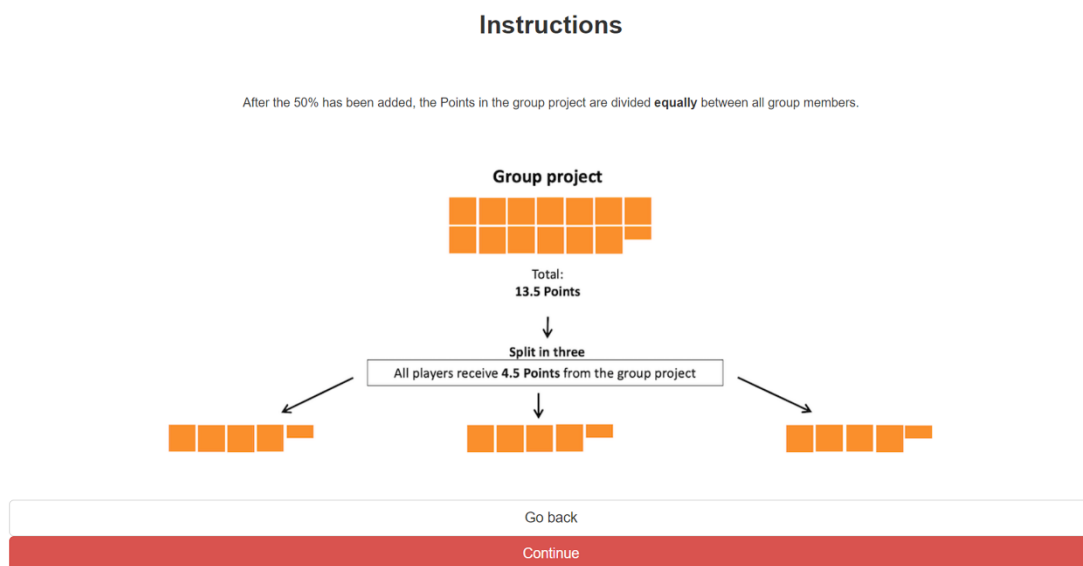 Instructions
After the 50% has been added, the Points in the group project are divided equally between all group members.
Group project
Total:
13.5 Points
Split in three
All players receive 4.5 Points from the group project
Go back
Continue